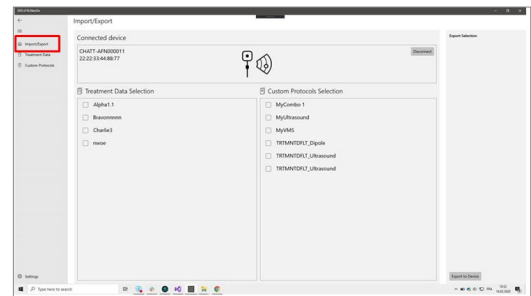 Import/Export
Connected device
Export Selection:
Import/Export
CHATT-AFN000011
Disconnect
22:22:33:44:88:77
Treatment Data
Custom Protocols
Treatment Data Selection
Custom Protocols Selection
Alpha1.1
MyCombo 1
Bravonnnnn
MyUltrasound
Charlie3
MyVMS
nwoe
TRTMNTDFLT_Dipole
TRTMNTDFLT_Ultrasound
TRTMNTDFLT_Ultrasound
Settings
Export to Device
Type here to search